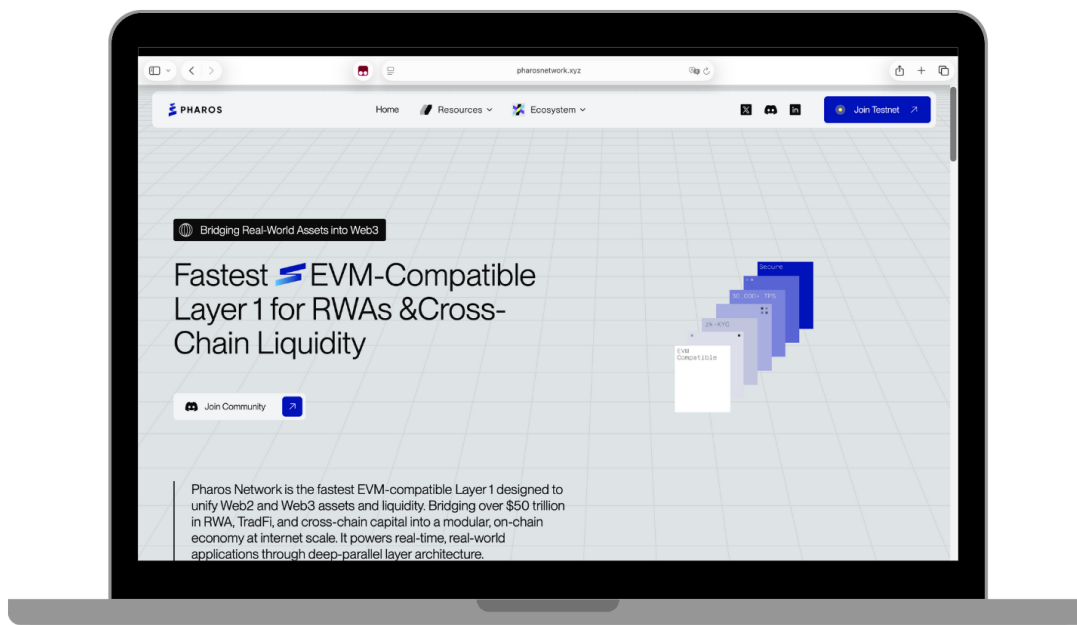 pharosnetwork.xyz
PHAROS
Home
Resources
Ecosystem
Join Testnet
Bridging Real-World Assets into Web3
Fastest EVM-Compatible
Layer 1 for RWAs &Cross-
Chain Liquidity
Secure
30 000+ TPS
zk-KYC
EVM
Compatible
Join Community
Pharos Network is the fastest EVM-compatible Layer 1 designed to
unify Web2 and Web3 assets and liquidity. Bridging over $50 trillion
in RWA, TradFi, and cross-chain capital into a modular, on-chain
economy at internet scale. It powers real-time, real-world
applications through deep-parallel layer architecture.